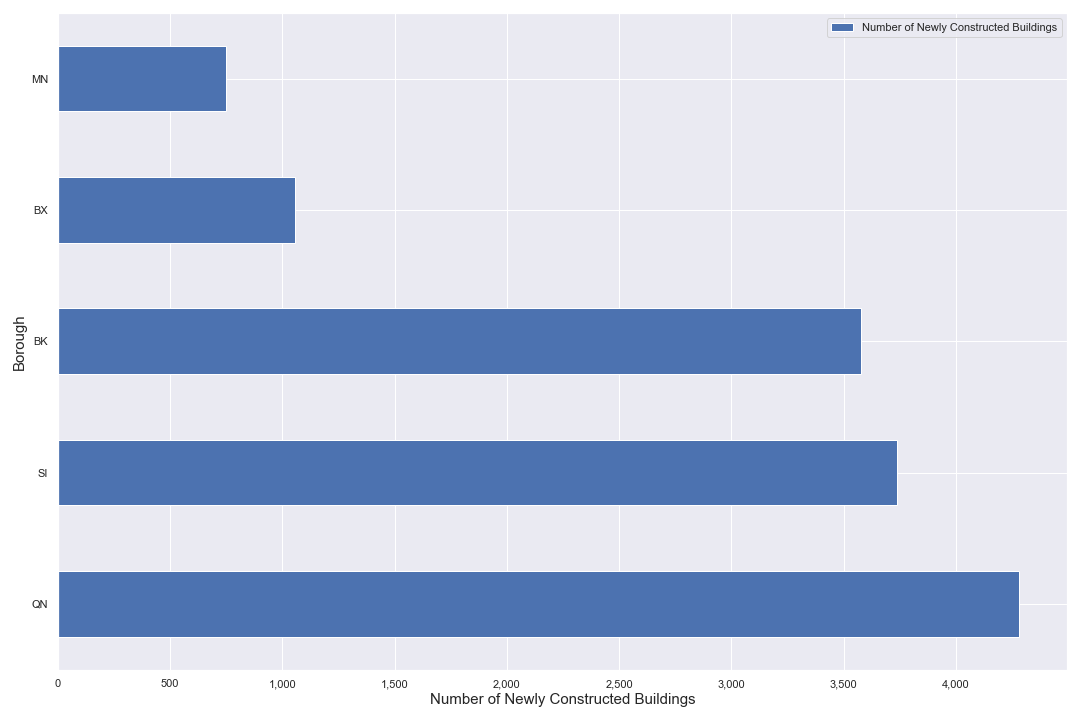 Number of Newly Constructed Buildings
MN
BX
BK
SI
QN
Borough
0 500 1,000 1,500 2,000 2,500 3,000 3,500 4,000
Number of Newly Constructed Buildings